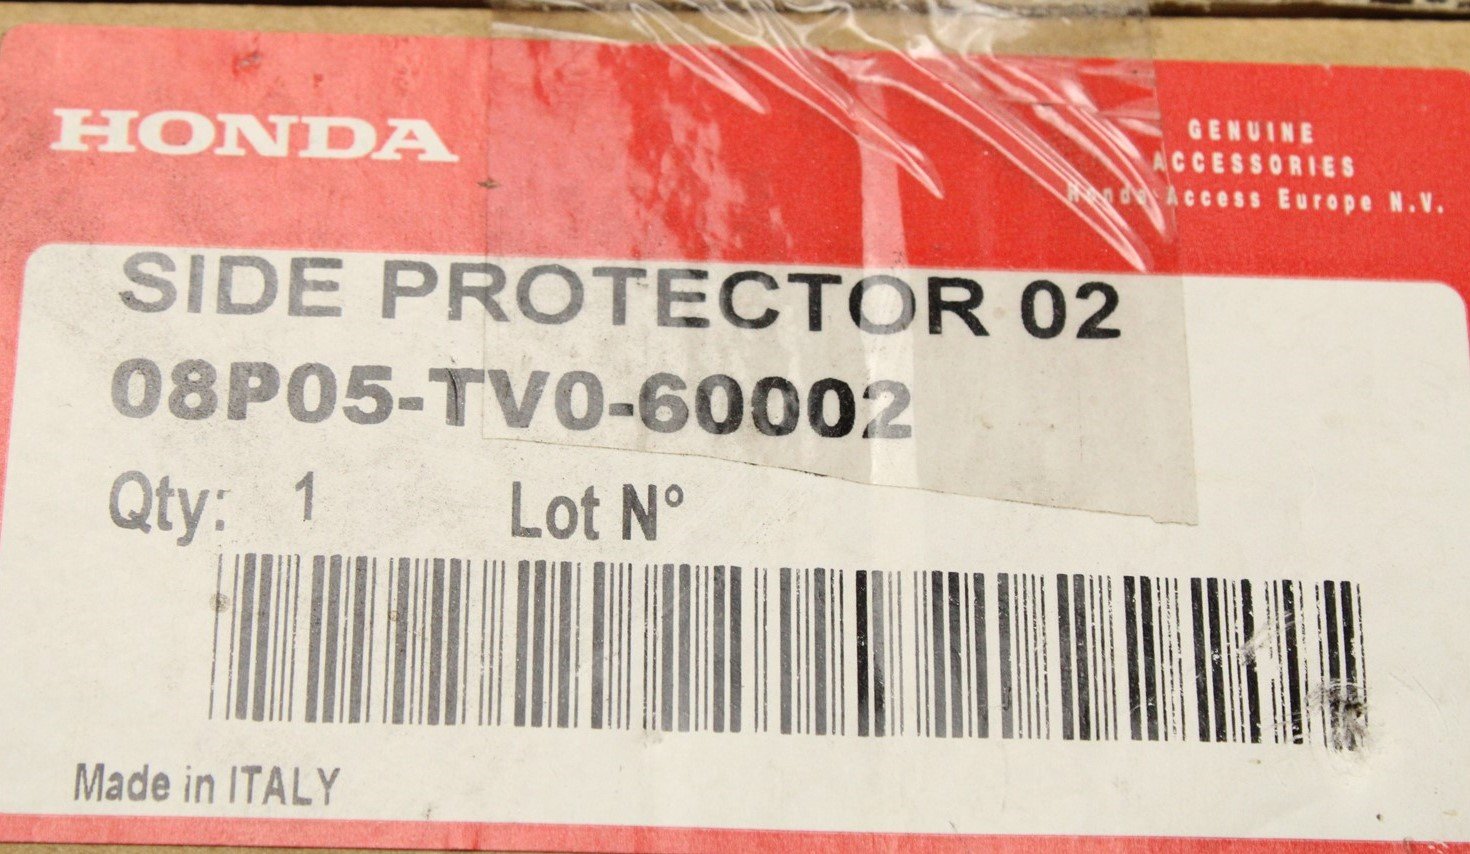 HONDA
GENUINE
ACCESSORIES
Honda Access Europe N.V.
SIDE PROTECTOR 02
08P05-TV0-60002
Qty: 1 Lot N°
Made in ITALY